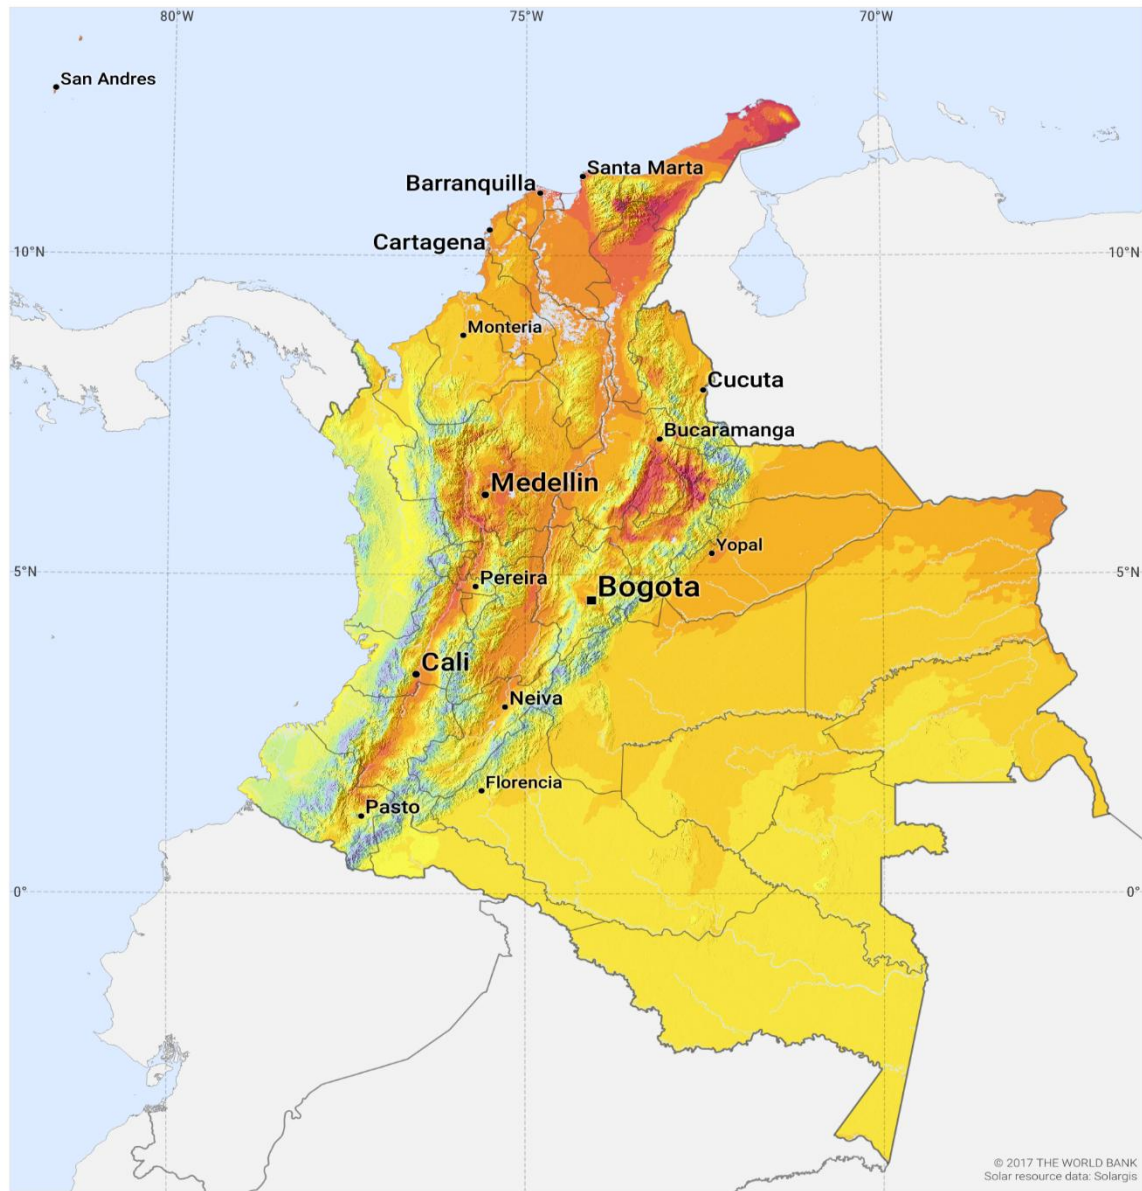 80°W
75°W
70°W
San Andres
Santa Marta
Barranquilla
Cartagena
10°N
10°N
Monteria
Cucuta
Bucaramanga
Medellin
Yopal
5°N
5°N
Pereira
Bogota
Cali
Neiva
Florencia
Pasto
0°
0°
© 2017 THE WORLD BANK
Solar resource data: Solargis